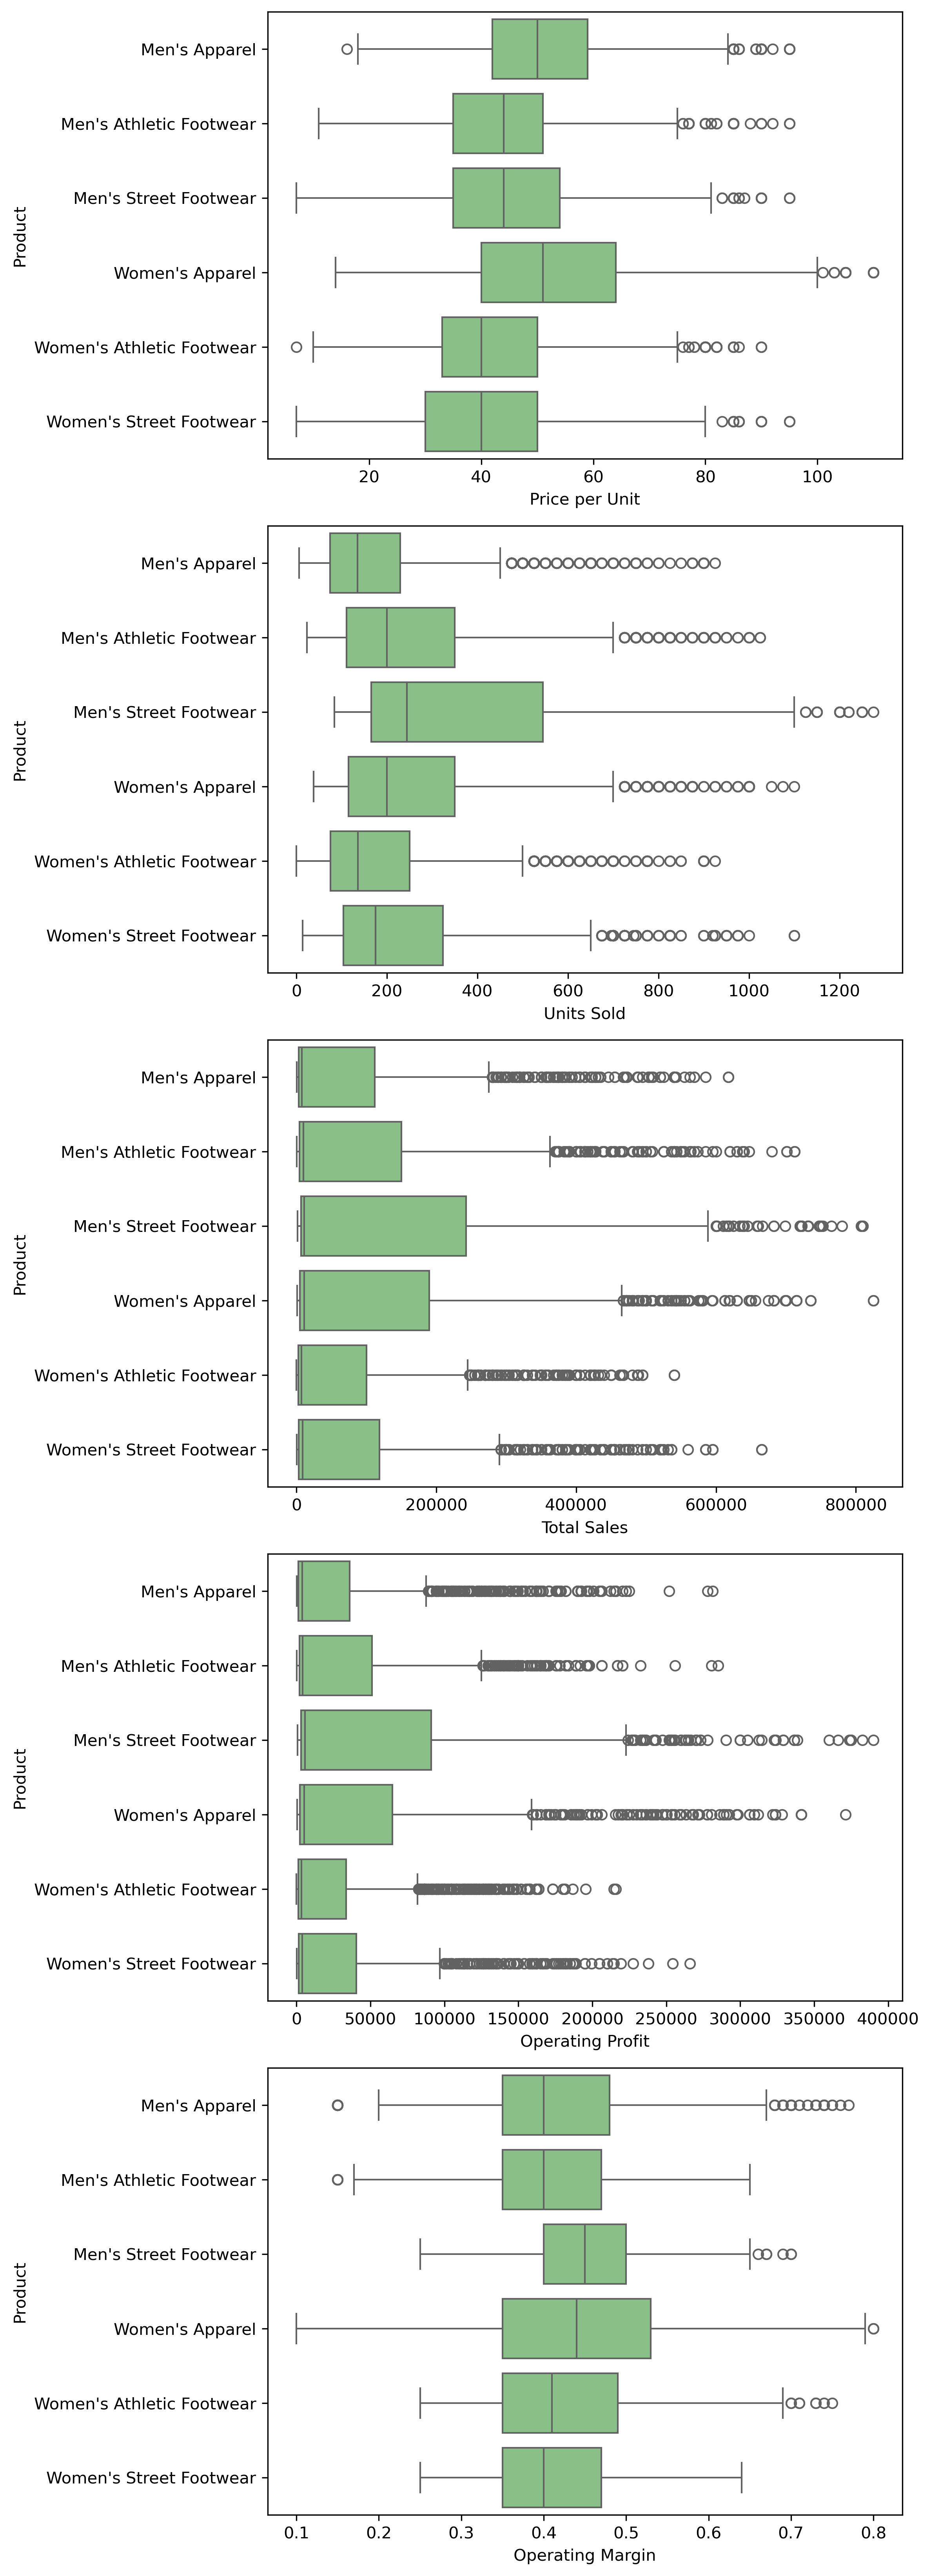 Men's Apparel
Men's Athletic Footwear
Men's Street Footwear
Women's Apparel
Women's Athletic Footwear
Women's Street Footwear
Product
20 40 60 80 100
Price per Unit
Men's Apparel
Men's Athletic Footwear
Men's Street Footwear
Women's Apparel
Women's Athletic Footwear
Women's Street Footwear
Product
0 200 400 600 800 1000 1200
Units Sold
Men's Apparel
Men's Athletic Footwear
Men's Street Footwear
Women's Apparel
Women's Athletic Footwear
Women's Street Footwear
Product
0 200000 400000 600000 800000
Total Sales
Men's Apparel
Men's Athletic Footwear
Men's Street Footwear
Women's Apparel
Women's Athletic Footwear
Women's Street Footwear
Product
0 50000 100000 150000 200000 250000 300000 350000 400000
Operating Profit
Men's Apparel
Men's Athletic Footwear
Men's Street Footwear
Women's Apparel
Women's Athletic Footwear
Women's Street Footwear
Product
0.1 0.2 0.3 0.4 0.5 0.6 0.7 0.8
Operating Margin